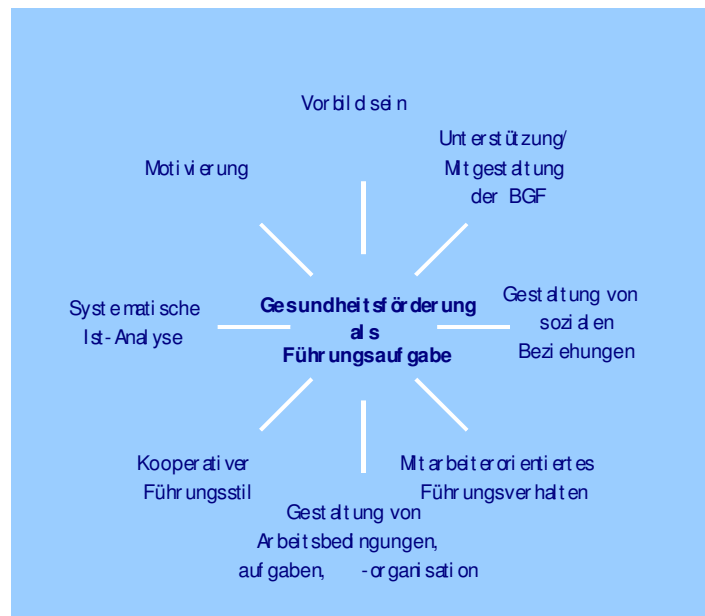 Vorbild sein
Unterstützung/
Mitgestaltung
der BGF
Motivierung
Gestaltung von
sozialen
Beziehungen
Systematische
Ist-Analyse
Gesundheitsförderung
als
Führungsaufgabe
Kooperativer
Führungsstil
Mitarbeiterorientiertes
Führungsverhalten
Gestaltung von
Arbeitsbedingungen,
aufgaben, -organisation